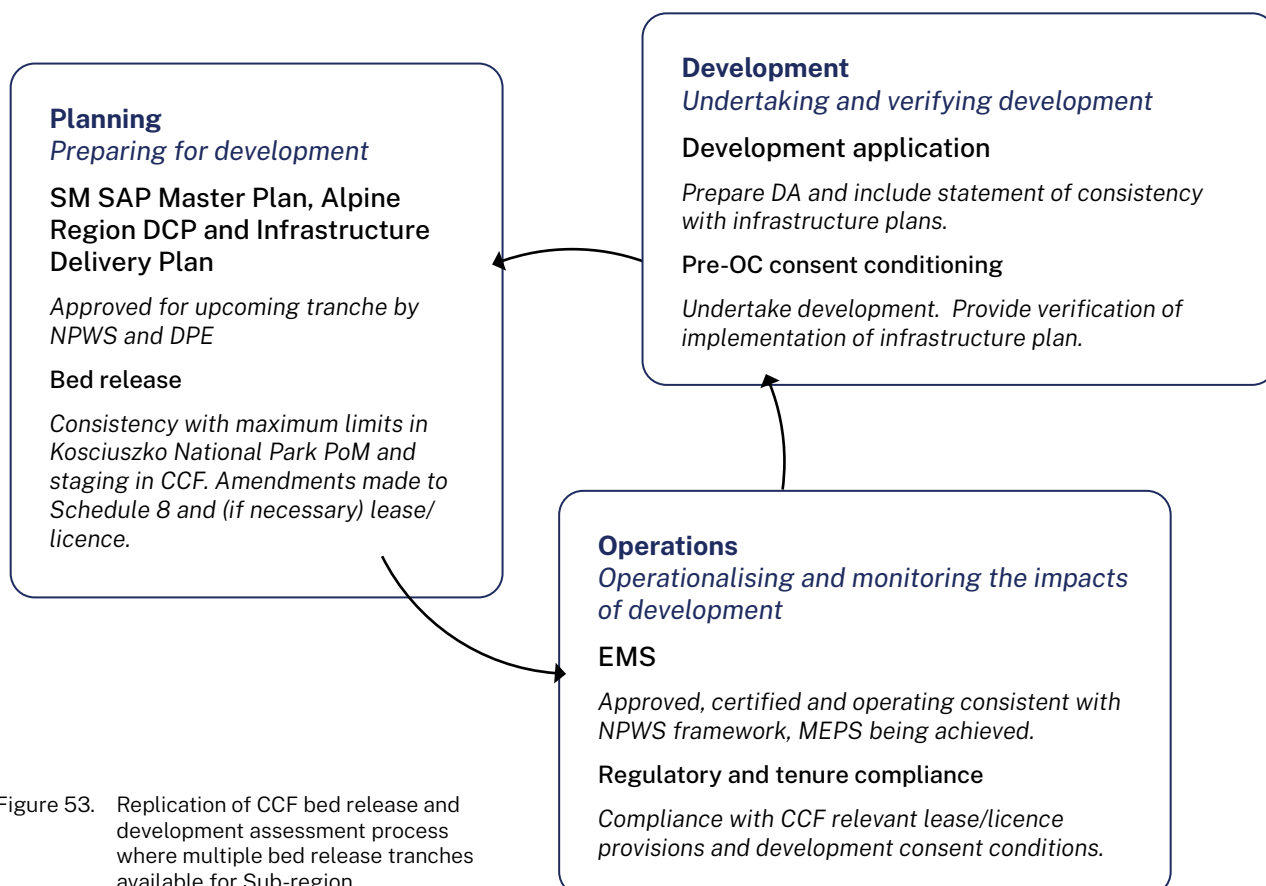 Planning
Preparing for development
SM SAP Master Plan, Alpine
Region DCP and Infrastructure
Delivery Plan
Approved for upcoming tranche by
NPWS and DPE
Bed release
Consistency with maximum limits in
Kosciuszko National Park PoM and
staging in CCF. Amendments made to
Schedule 8 and (if necessary) lease/
licence.
Development
Undertaking and verifying development
Development application
Prepare DA and include statement of consistency
with infrastructure plans.
Pre-OC consent conditioning
Undertake development.  Provide verification of
implementation of infrastructure plan.
Operations
Operationalising and monitoring the impacts
of development
EMS
Approved, certified and operating consistent with
NPWS framework, MEPS being achieved.
Regulatory and tenure compliance
Compliance with CCF relevant lease/licence
provisions and development consent conditions.
Figure 53. Replication of CCF bed release and
development assessment process
where multiple bed release tranches
available for Sub-region